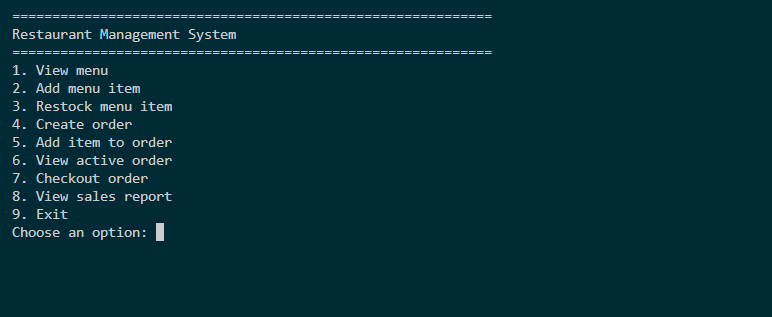 ============================================================
Restaurant Management System
============================================================
1. View menu
2. Add menu item
3. Restock menu item
4. Create order
5. Add item to order
6. View active order
7. Checkout order
8. View sales report
9. Exit
Choose an option: